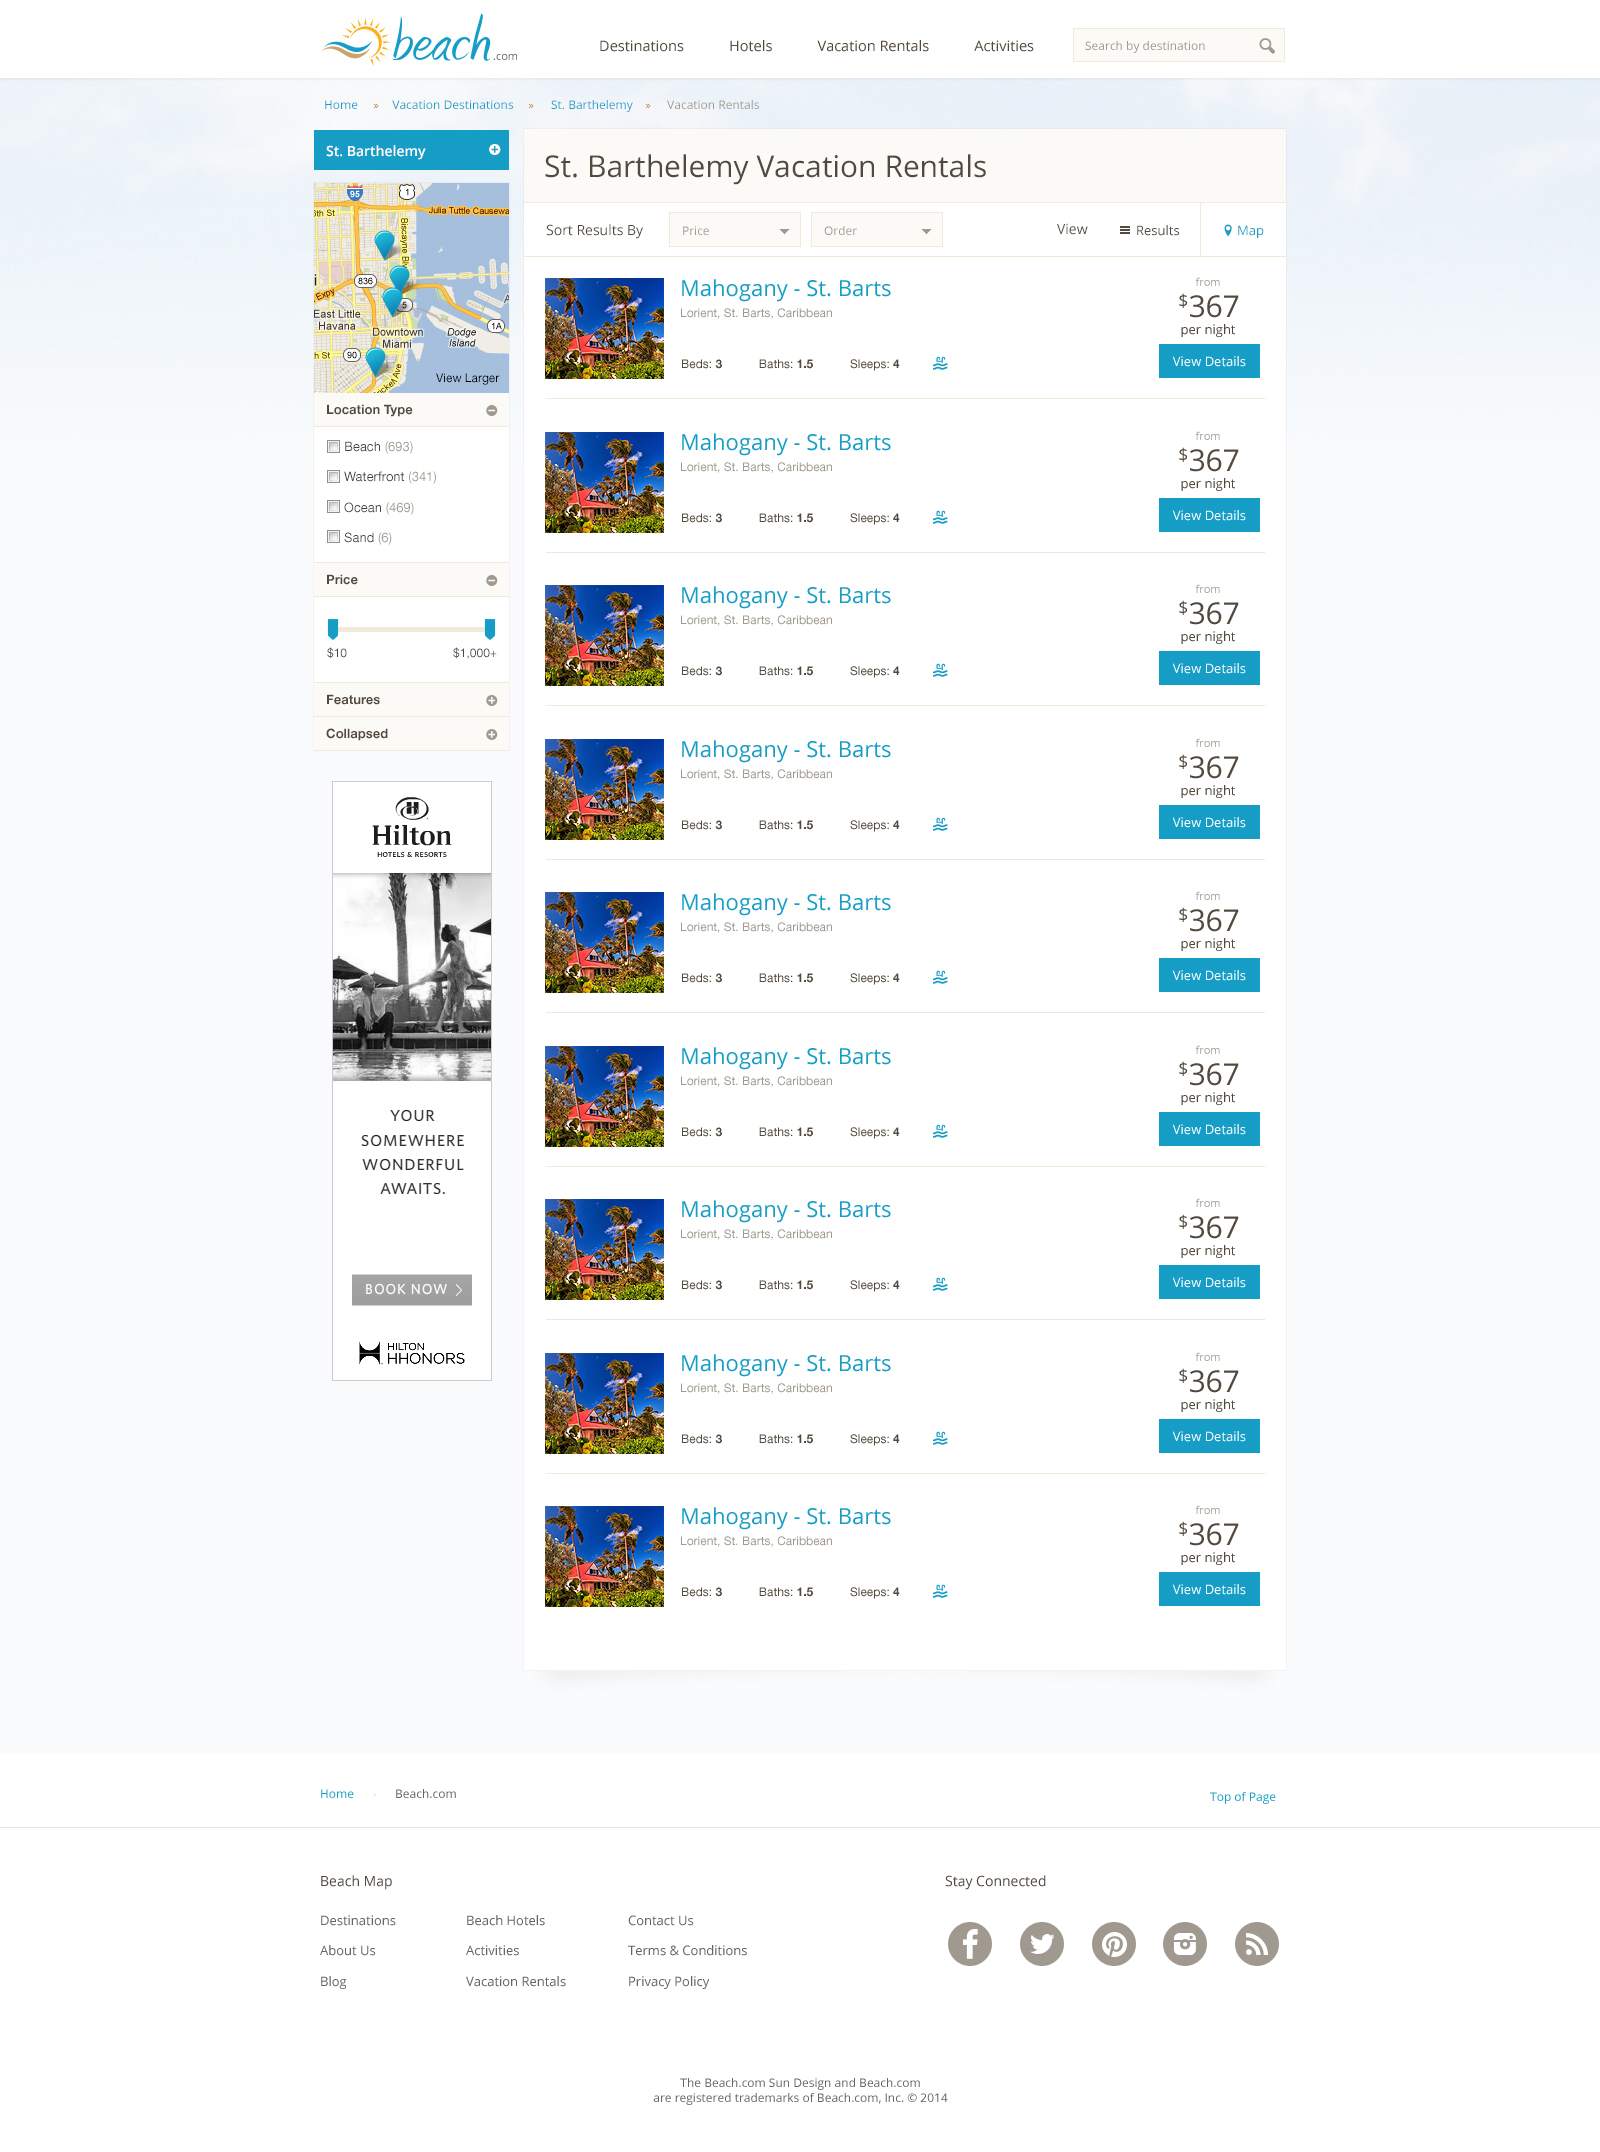 beach.com
Destinations Hotels Vacation Rentals Activities Search by destination
Home » Vacation Destinations » St. Barthelemy » Vacation Rentals
St. Barthelemy
95 1
Julia Tuttle Causewa
Biscayne Bl
836
Expy
5
East Little
Havana
1A
Downtown
Miami
Dodge
Island
90
View Larger
Location Type
Beach (693)
Waterfront (341)
Ocean (469)
Sand (6)
Price
$10 $1,000+
Features
Collapsed
Hilton
HOTELS & RESORTS
YOUR
SOMEWHERE
WONDERFUL
AWAITS.
BOOK NOW
HILTON
HHONORS
St. Barthelemy Vacation Rentals
Sort Results By Price Order View Results Map
Mahogany - St. Barts
Lorient, St. Barts, Caribbean
Beds: 3 Baths: 1.5 Sleeps: 4
from
$367
per night
View Details
Mahogany - St. Barts
Lorient, St. Barts, Caribbean
Beds: 3 Baths: 1.5 Sleeps: 4
from
$367
per night
View Details
Mahogany - St. Barts
Lorient, St. Barts, Caribbean
Beds: 3 Baths: 1.5 Sleeps: 4
from
$367
per night
View Details
Mahogany - St. Barts
Lorient, St. Barts, Caribbean
Beds: 3 Baths: 1.5 Sleeps: 4
from
$367
per night
View Details
Mahogany - St. Barts
Lorient, St. Barts, Caribbean
Beds: 3 Baths: 1.5 Sleeps: 4
from
$367
per night
View Details
Mahogany - St. Barts
Lorient, St. Barts, Caribbean
Beds: 3 Baths: 1.5 Sleeps: 4
from
$367
per night
View Details
Mahogany - St. Barts
Lorient, St. Barts, Caribbean
Beds: 3 Baths: 1.5 Sleeps: 4
from
$367
per night
View Details
Mahogany - St. Barts
Lorient, St. Barts, Caribbean
Beds: 3 Baths: 1.5 Sleeps: 4
from
$367
per night
View Details
Mahogany - St. Barts
Lorient, St. Barts, Caribbean
Beds: 3 Baths: 1.5 Sleeps: 4
from
$367
per night
View Details
Home › Beach.com Top of Page
Beach Map Stay Connected
Destinations Beach Hotels Contact Us
About Us Activities Terms & Conditions
Blog Vacation Rentals Privacy Policy
The Beach.com Sun Design and Beach.com
are registered trademarks of Beach.com, Inc. © 2014